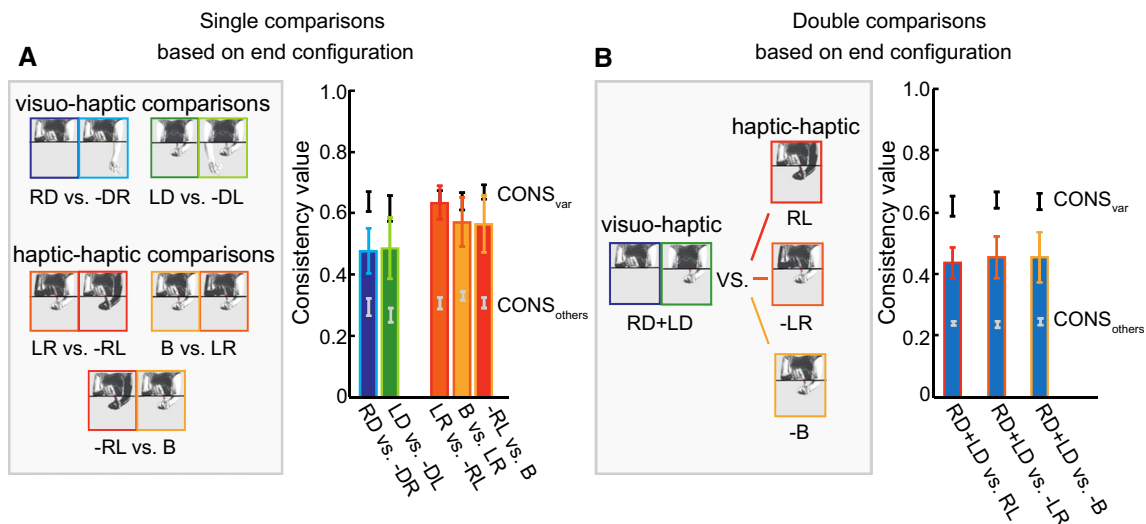 Single comparisons
based on end configuration
A
visuo-haptic comparisons
RD vs. -DR
LD vs. -DL
haptic-haptic comparisons
LR vs. -RL
B vs. LR
-RL vs. B
Consistency value
1.0
0.8
0.6
0.4
0.2
0
CONSvar
CONSothers
RD vs. -DR
LD vs. -DL
LR vs. -RL
B vs. LR
-RL vs. B
Double comparisons
based on end configuration
B
haptic-haptic
RL
visuo-haptic
VS.
RD+LD
-LR
-B
Consistency value
1.0
0.8
0.6
0.4
0.2
0
CONSvar
CONSothers
RD+LD vs. RL
RD+LD vs. -LR
RD+LD vs. -B